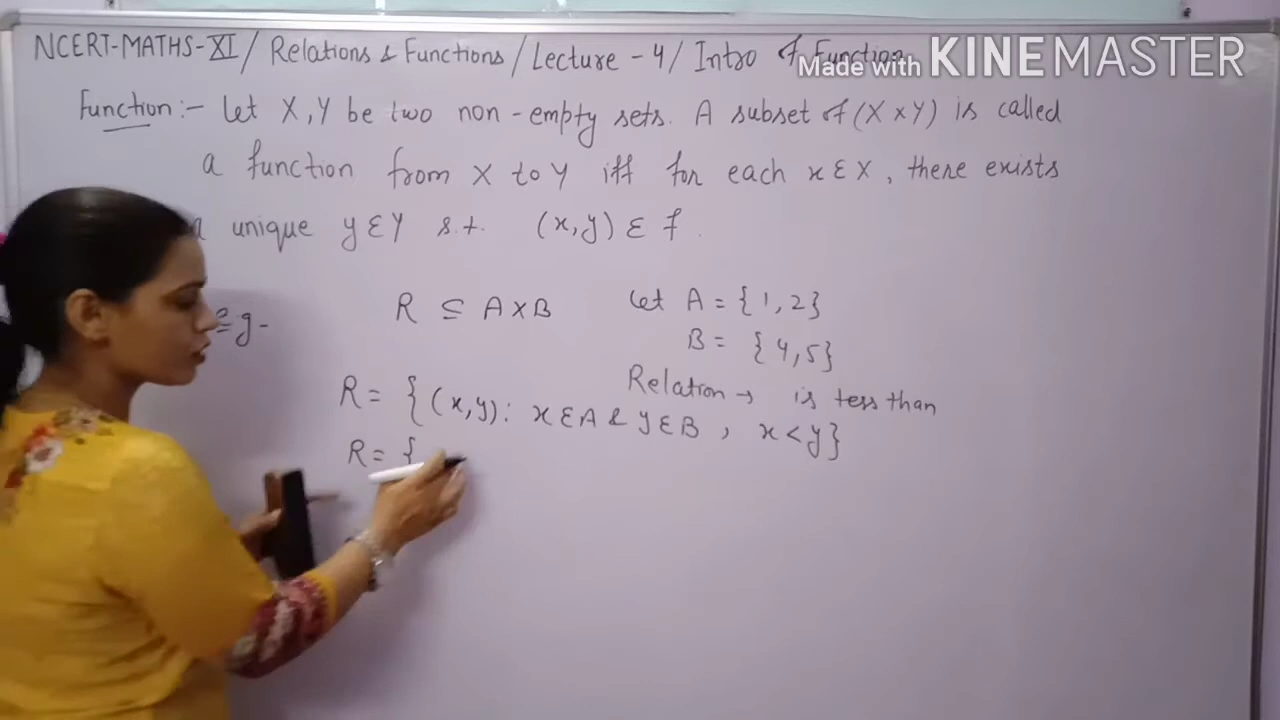 NCERT-MATHS-XI / Relations & Functions / Lecture - 4 / Intro of Function
Made with KINEMASTER
Function :- Let X, Y be two non-empty sets. A subset of (X × Y) is called
a function from X to Y iff for each x ∈ X, there exists
a unique y ∈ Y s.t. (x, y) ∈ f.
e.g- R ⊆ A × B Let A = {1, 2}
B = {4, 5}
Relation → is less than
R = {(x, y): x ∈ A & y ∈ B, x < y}
R = {